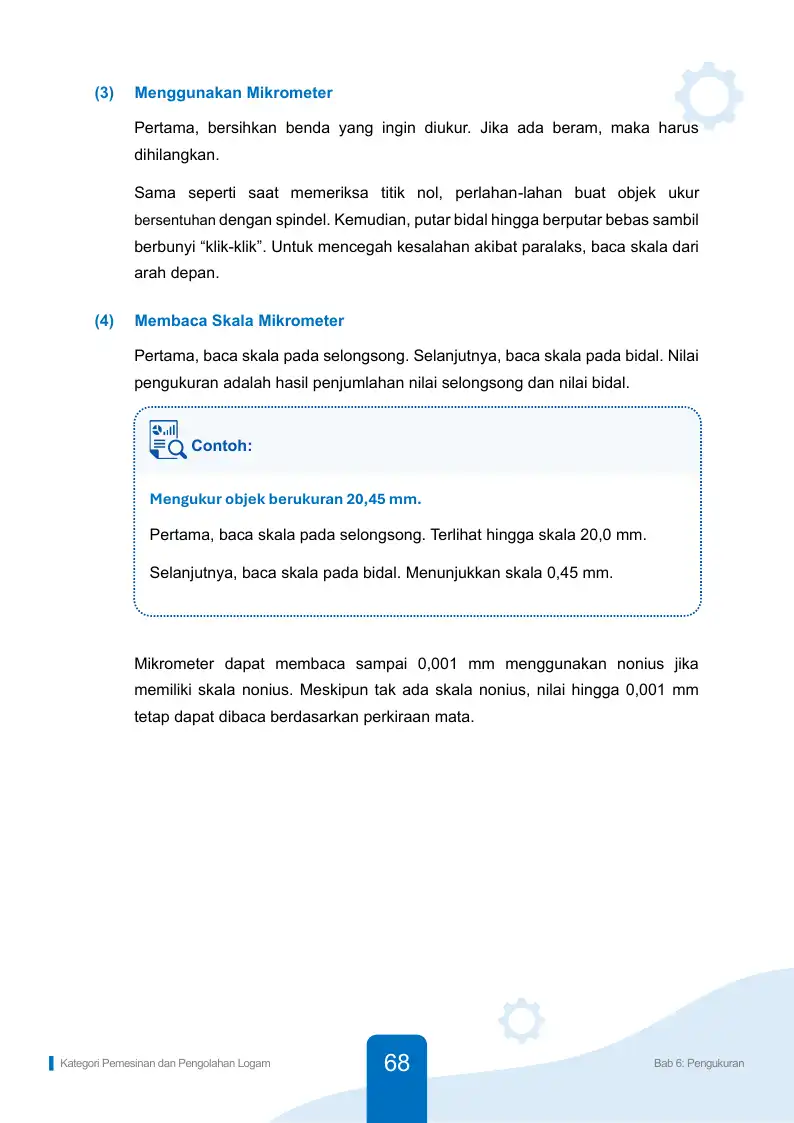 (3) Menggunakan Mikrometer
Pertama, bersihkan benda yang ingin diukur. Jika ada beram, maka harus
dihilangkan.
Sama seperti saat memeriksa titik nol, perlahan-lahan buat objek ukur
bersentuhan dengan spindel. Kemudian, putar bidal hingga berputar bebas sambil
berbunyi “klik-klik”. Untuk mencegah kesalahan akibat paralaks, baca skala dari
arah depan.
(4) Membaca Skala Mikrometer
Pertama, baca skala pada selongsong. Selanjutnya, baca skala pada bidal. Nilai
pengukuran adalah hasil penjumlahan nilai selongsong dan nilai bidal.
Contoh:
Mengukur objek berukuran 20,45 mm.
Pertama, baca skala pada selongsong. Terlihat hingga skala 20,0 mm.
Selanjutnya, baca skala pada bidal. Menunjukkan skala 0,45 mm.
Mikrometer dapat membaca sampai 0,001 mm menggunakan nonius jika
memiliki skala nonius. Meskipun tak ada skala nonius, nilai hingga 0,001 mm
tetap dapat dibaca berdasarkan perkiraan mata.
Kategori Pemesinan dan Pengolahan Logam
68
Bab 6: Pengukuran